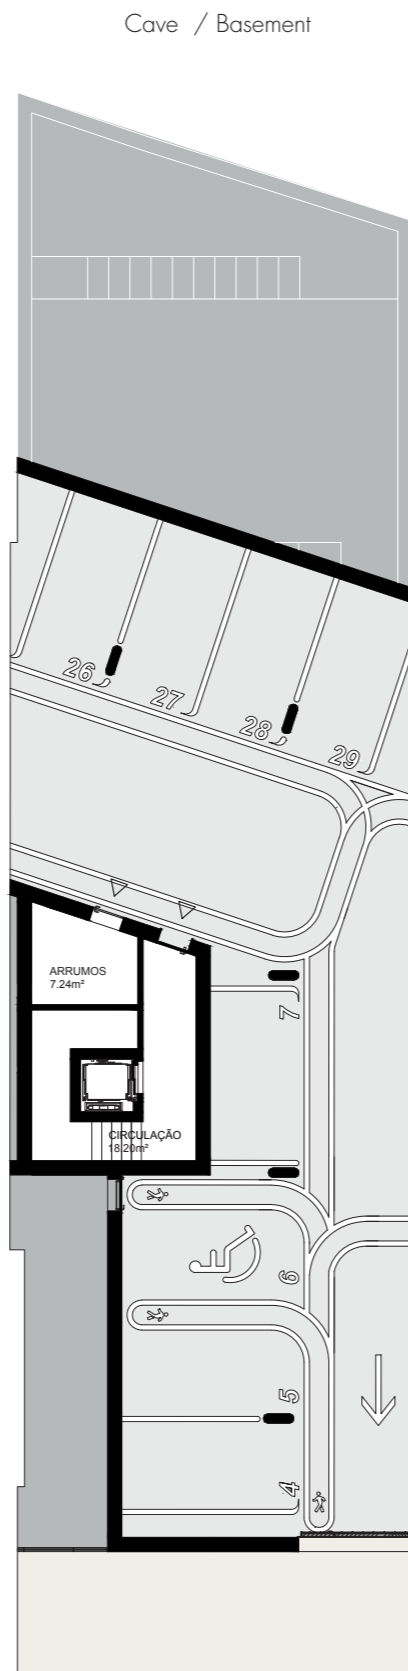 Cave / Basement
26
27
28
29
ARRUMOS
7.24m²
7
CIRCULAÇÃO
18.20m²
6
5
4